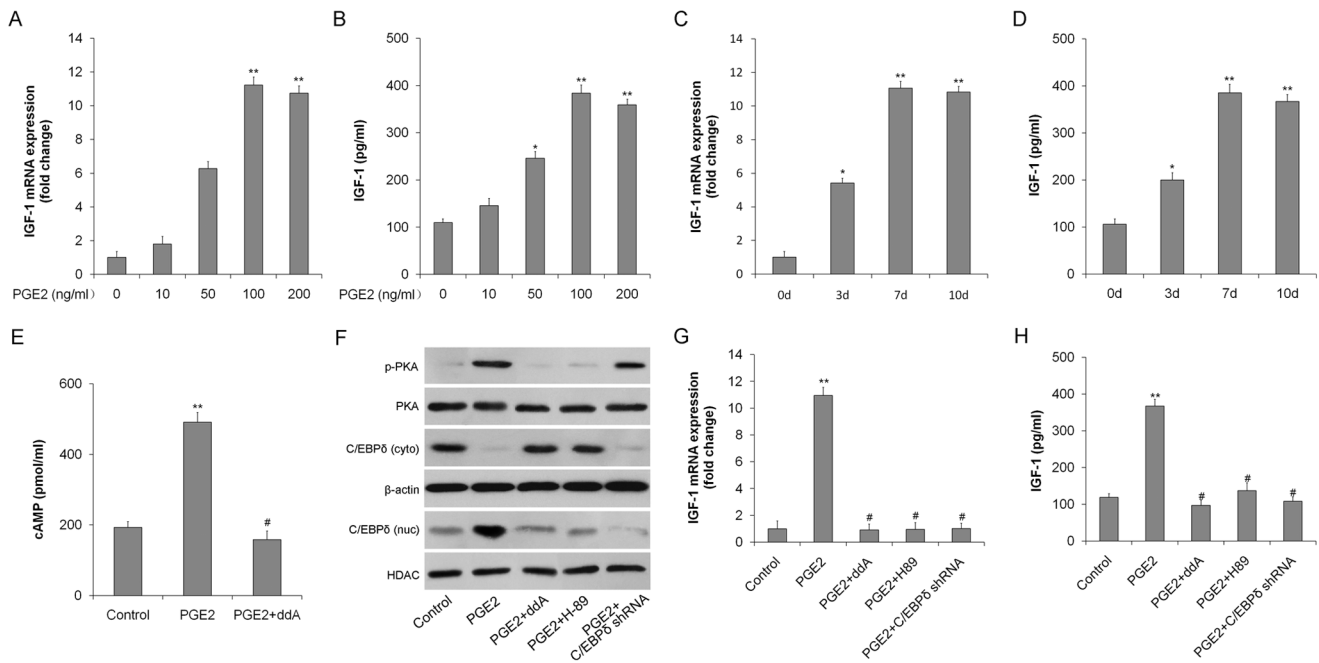 A
IGF-1 mRNA expression
(fold change)
14
12
10
8
6
4
2
0
**
**
PGE2 (ng/ml）
0 10 50 100 200
B
IGF-1 (pg/ml)
500
400
300
200
100
0
*
**
**
PGE2 (ng/ml）
0 10 50 100 200
C
IGF-1 mRNA expression
(fold change)
14
12
10
8
6
4
2
0
*
**
**
0d 3d 7d 10d
D
IGF-1
(pg/ml)
500
400
300
200
100
0
*
**
**
0d 3d 7d 10d
E
cAMP (pmol/ml)
600
400
200
0
**
#
Control PGE2 PGE2+ddA
F
p-PKA
PKA
C/EBPδ (cyto)
β-actin
C/EBPδ (nuc)
HDAC
Control
PGE2
PGE2+ddA
PGE2+H-89
PGE2+
C/EBPδ shRNA
G
IGF-1 mRNA expression
(fold change)
14
12
10
8
6
4
2
0
**
#
#
#
Control
PGE2
PGE2+ddA
PGE2+H89
PGE2+C/EBPδ shRNA
H
IGF-1 (pg/ml)
500
400
300
200
100
0
**
#
#
#
Control
PGE2
PGE2+ddA
PGE2+H89
PGE2+C/EBPδ shRNA